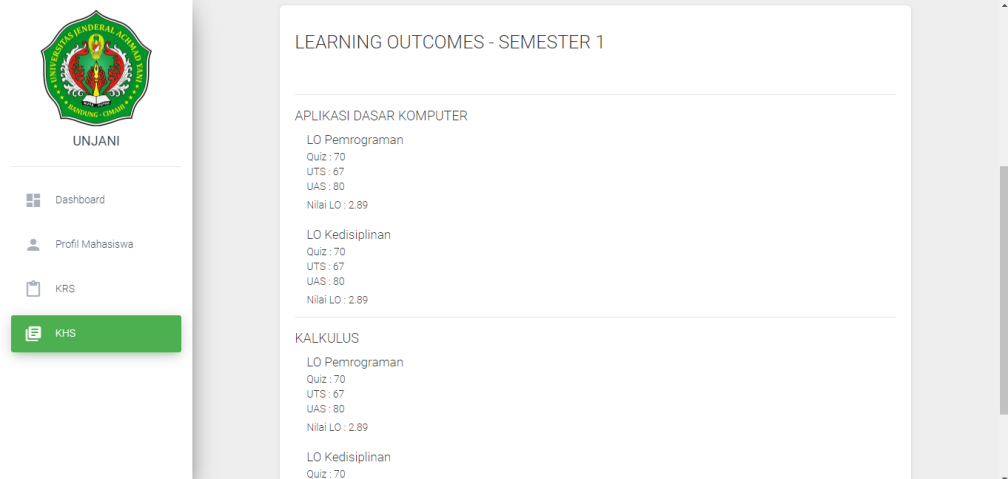 UNIVERSITAS JENDERAL ACHMAD YANI
BANDUNG - CIMAHI
UNJANI
Dashboard
Profil Mahasiswa
KRS
KHS
LEARNING OUTCOMES - SEMESTER 1
APLIKASI DASAR KOMPUTER
LO Pemrograman
Quiz : 70
UTS : 67
UAS : 80
Nilai LO : 2.89
LO Kedisiplinan
Quiz : 70
UTS : 67
UAS : 80
Nilai LO : 2.89
KALKULUS
LO Pemrograman
Quiz : 70
UTS : 67
UAS : 80
Nilai LO : 2.89
LO Kedisiplinan
Quiz : 70